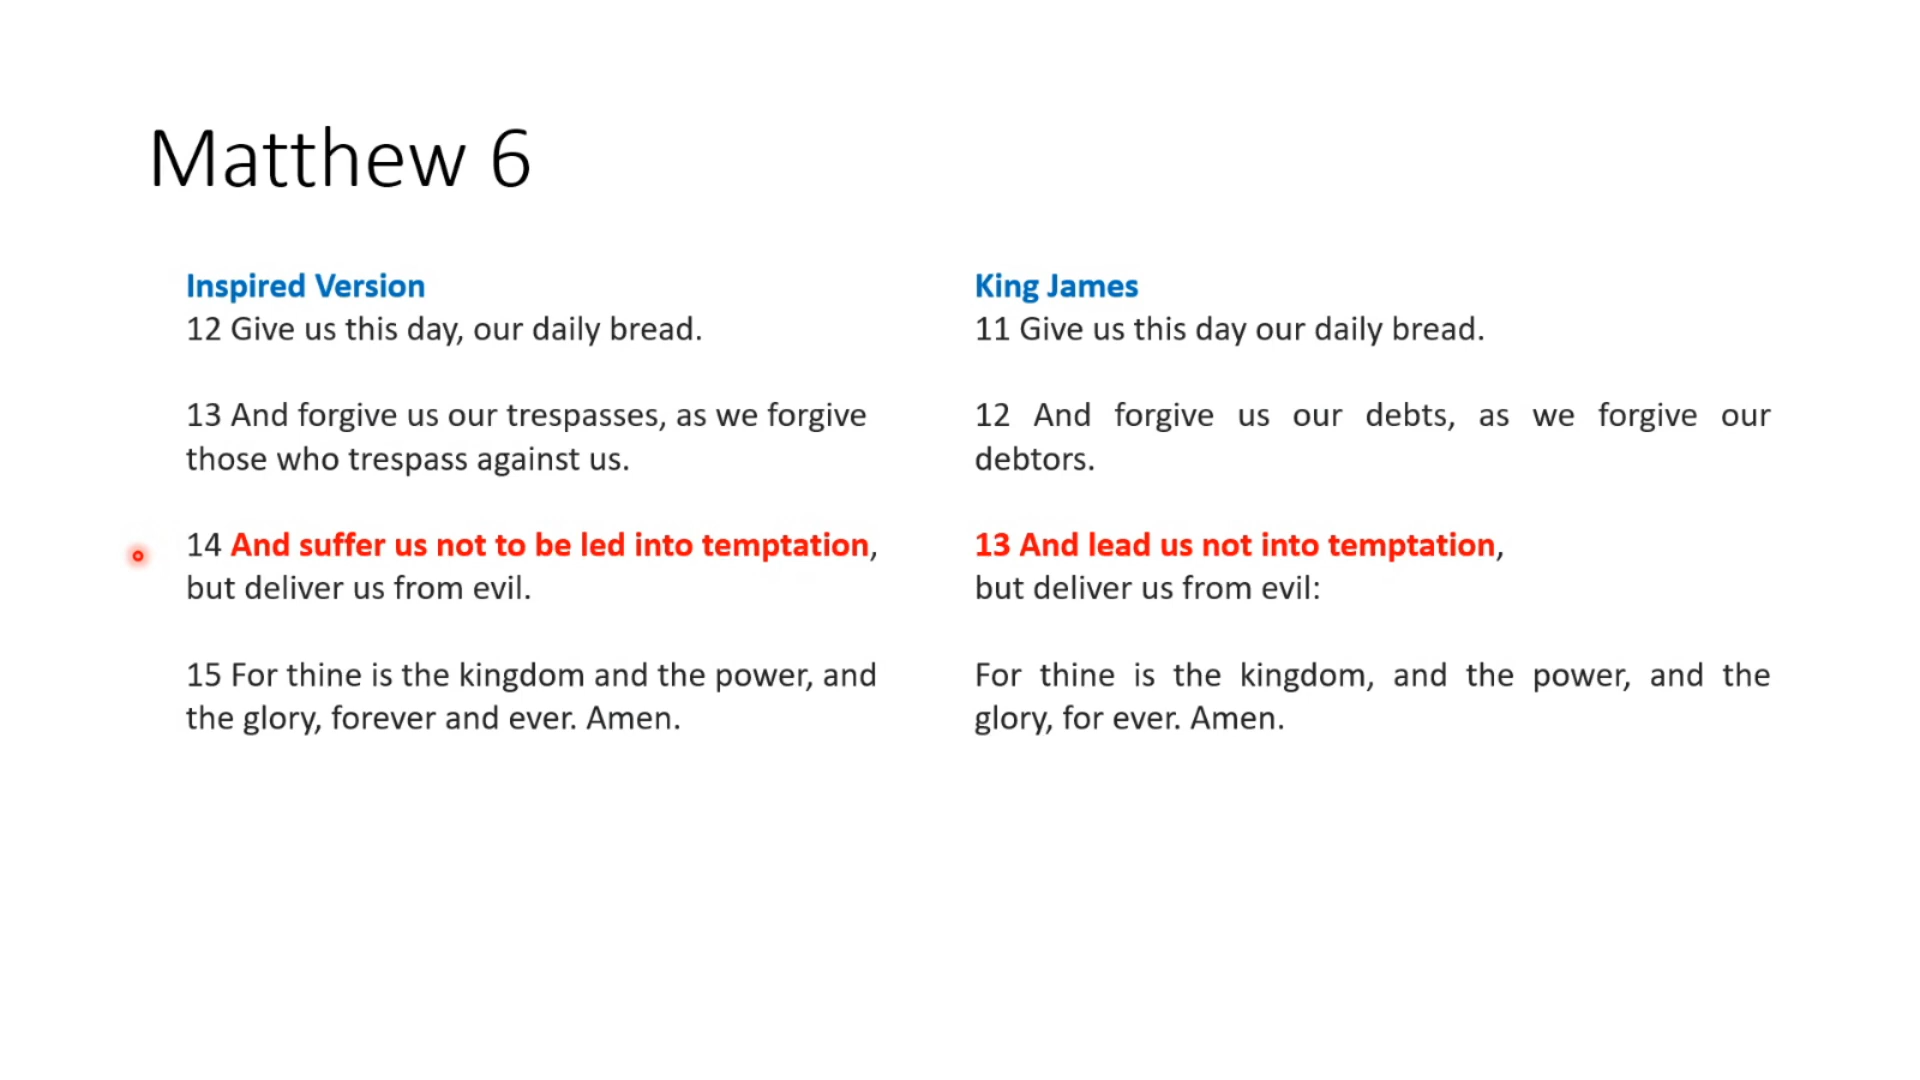 Matthew 6
Inspired Version
12 Give us this day, our daily bread.
13 And forgive us our trespasses, as we forgive
those who trespass against us.
14 And suffer us not to be led into temptation,
but deliver us from evil.
15 For thine is the kingdom and the power, and
the glory, forever and ever. Amen.
King James
11 Give us this day our daily bread.
12 And forgive us our debts, as we forgive our
debtors.
13 And lead us not into temptation,
but deliver us from evil:
For thine is the kingdom, and the power, and the
glory, for ever. Amen.